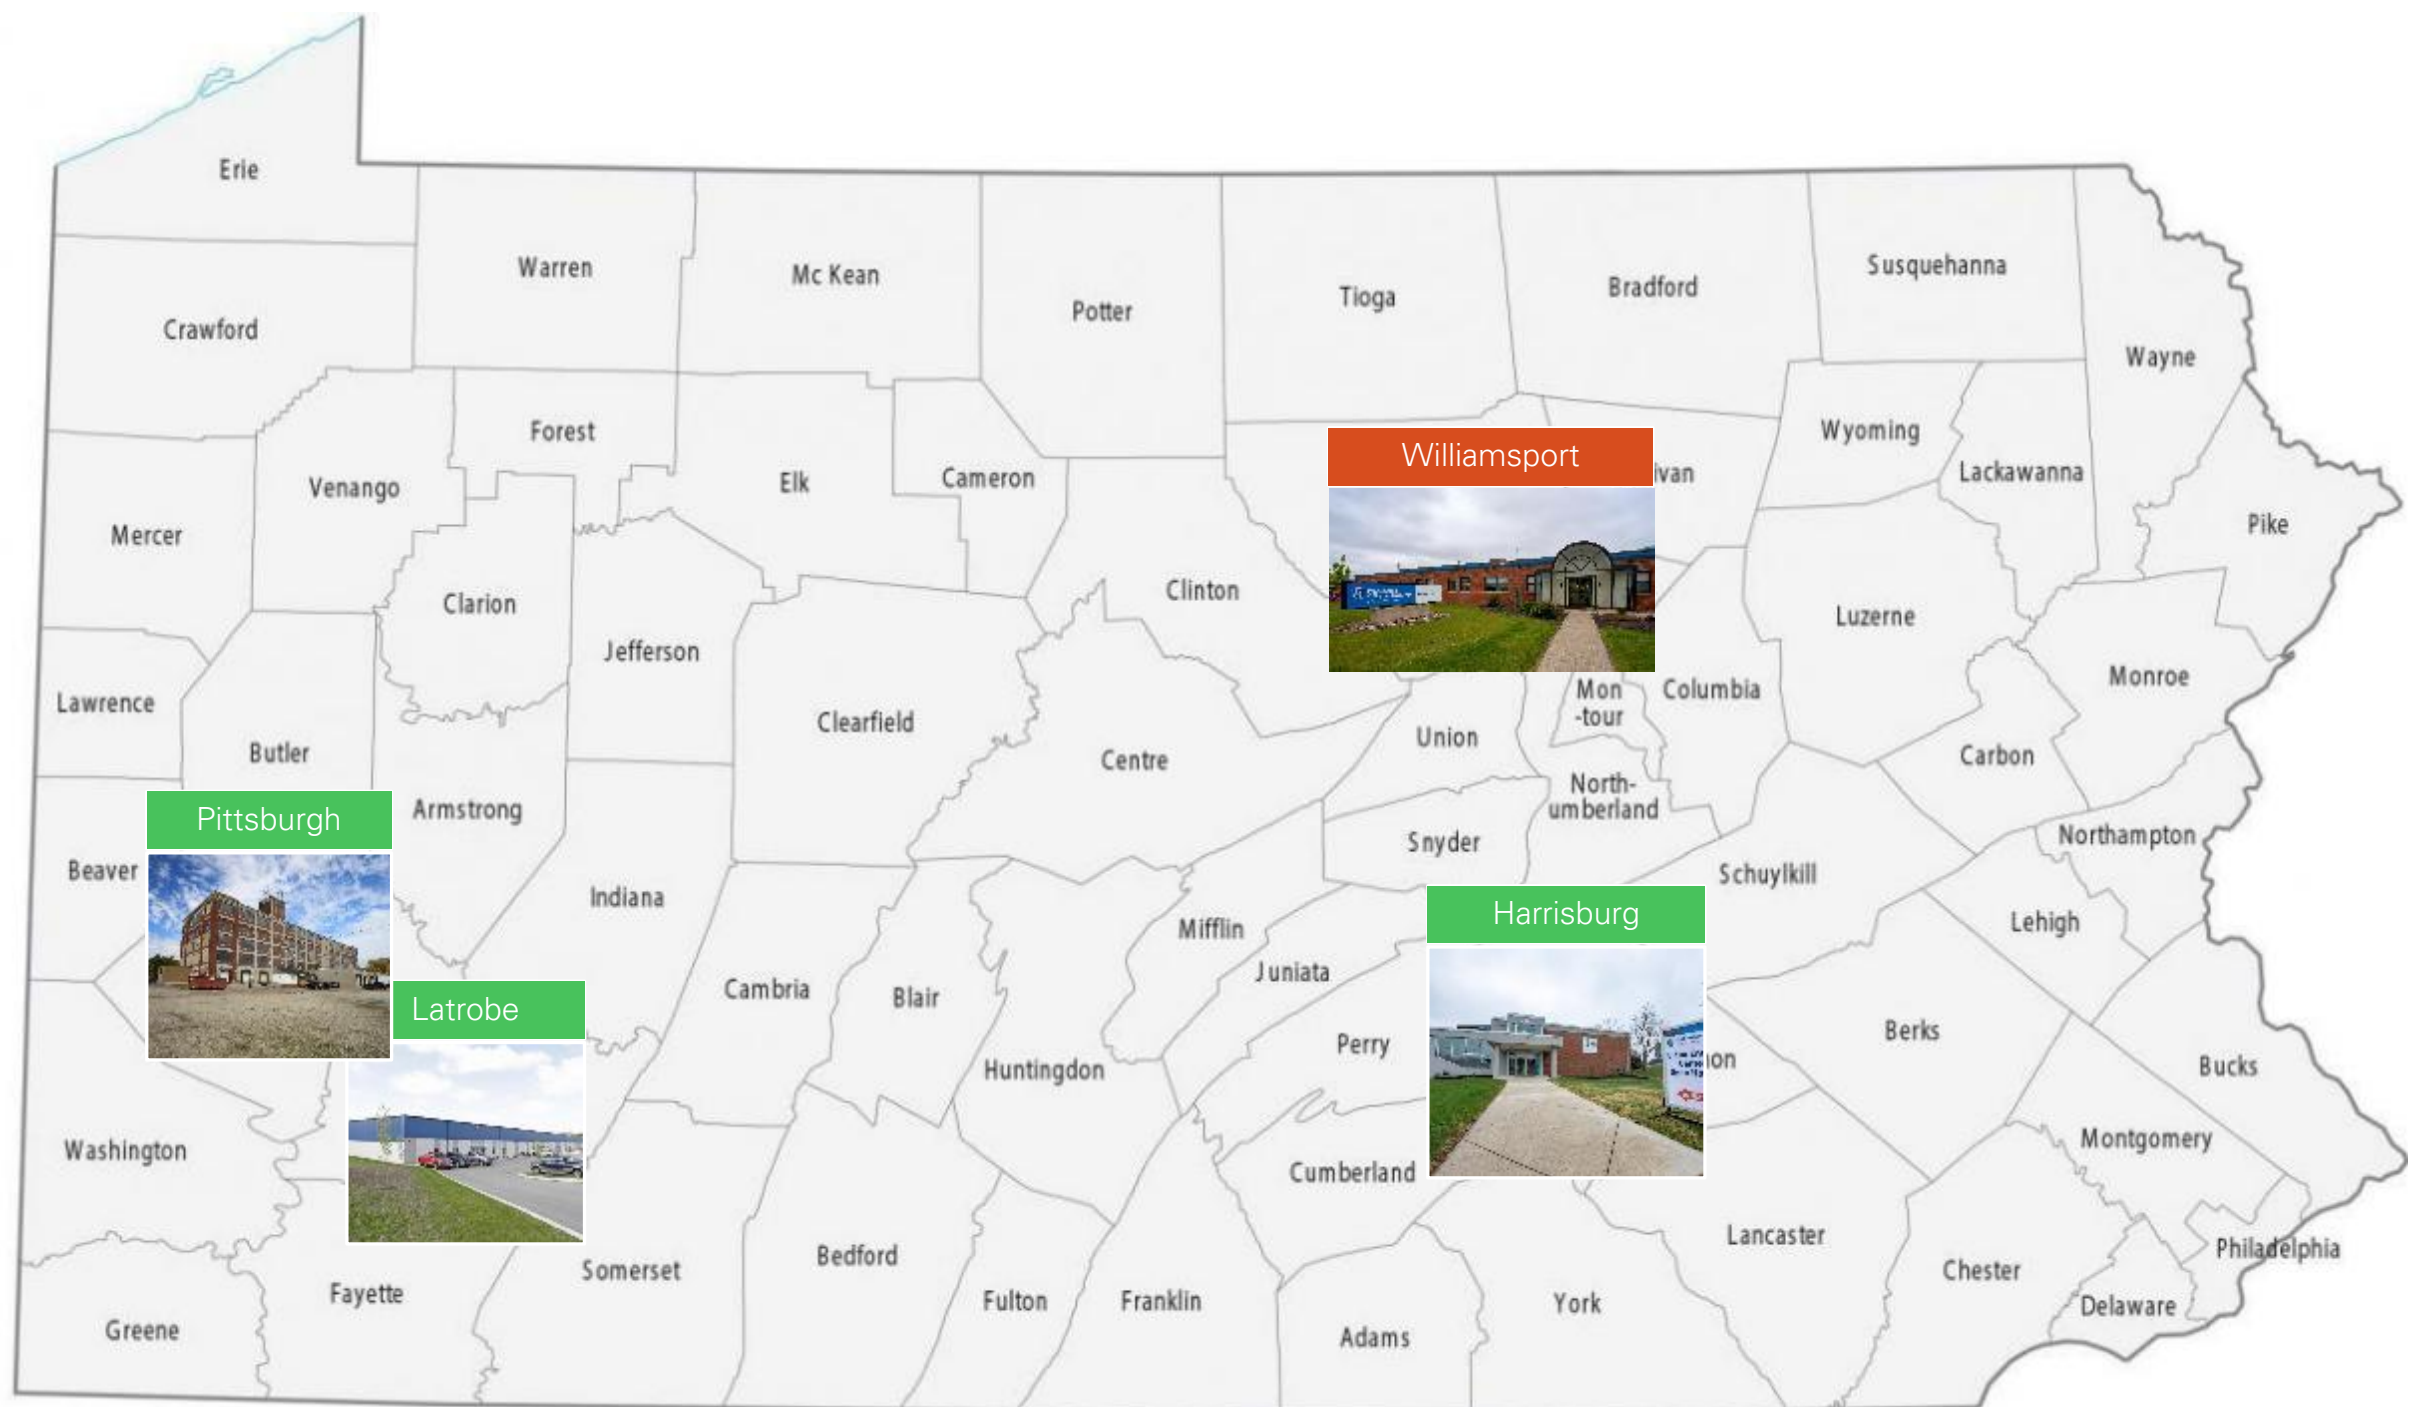 Erie
Warren
Mc Kean
Potter
Tioga
Bradford
Susquehanna
Wayne
Crawford
Forest
Venango
Elk
Cameron
Williamsport
ivan
Wyoming
Lackawanna
Pike
Mercer
Clarion
Jefferson
Clinton
Luzerne
Monroe
Lawrence
Butler
Clearfield
Centre
Union
Mon
-tour
Columbia
Carbon
North-
umberland
Pittsburgh
Armstrong
Snyder
Northampton
Beaver
Indiana
Schuylkill
Mifflin
Harrisburg
Lehigh
Juniata
Cambria
Blair
Latrobe
Perry
Huntingdon
non
Berks
Bucks
Washington
Cumberland
Montgomery
Lancaster
Philadelphia
Somerset
Bedford
Chester
Fayette
Fulton
Franklin
York
Delaware
Greene
Adams